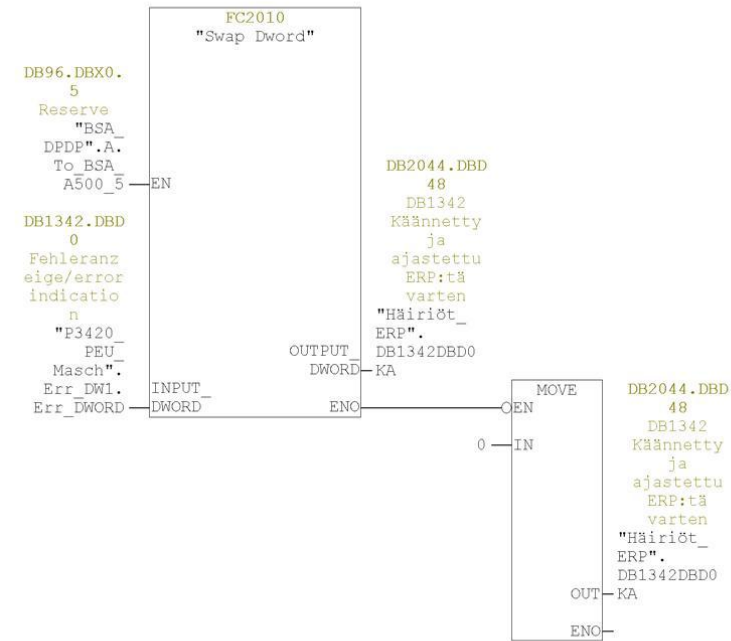 FC2010
"Swap Dword"
DB96.DBX0.
5
Reserve
"BSA_
DPDP".A.
To_BSA_
A500_5
EN
DB1342.DBD
0
Fehleranz
eige/error
indicatio
n
"P3420_
PEU_
Masch".
Err_DW1.
Err_DWORD
INPUT_
DWORD
OUTPUT_
DWORD
ENO
DB2044.DBD
48
DB1342
Käännetty
ja
ajastettu
ERP:tä
varten
"Häiriöt_
ERP".
DB1342DBD0
KA
MOVE
EN
0
IN
OUT
ENO
DB2044.DBD
48
DB1342
Käännetty
ja
ajastettu
ERP:tä
varten
"Häiriöt_
ERP".
DB1342DBD0
KA